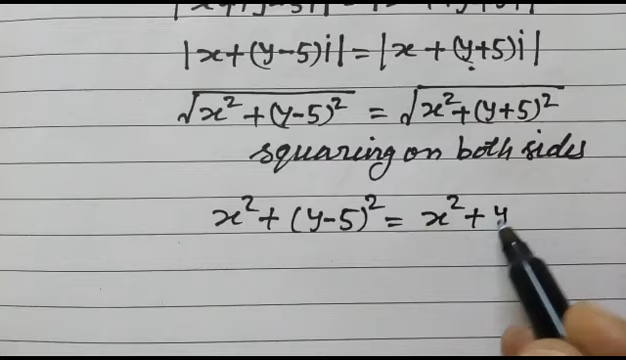 |x+(y-5)i| = |x+(y+5)i|
√x²+(y-5)² = √x²+(y+5)²
squaring on both sides
x²+(y-5)² = x²+y